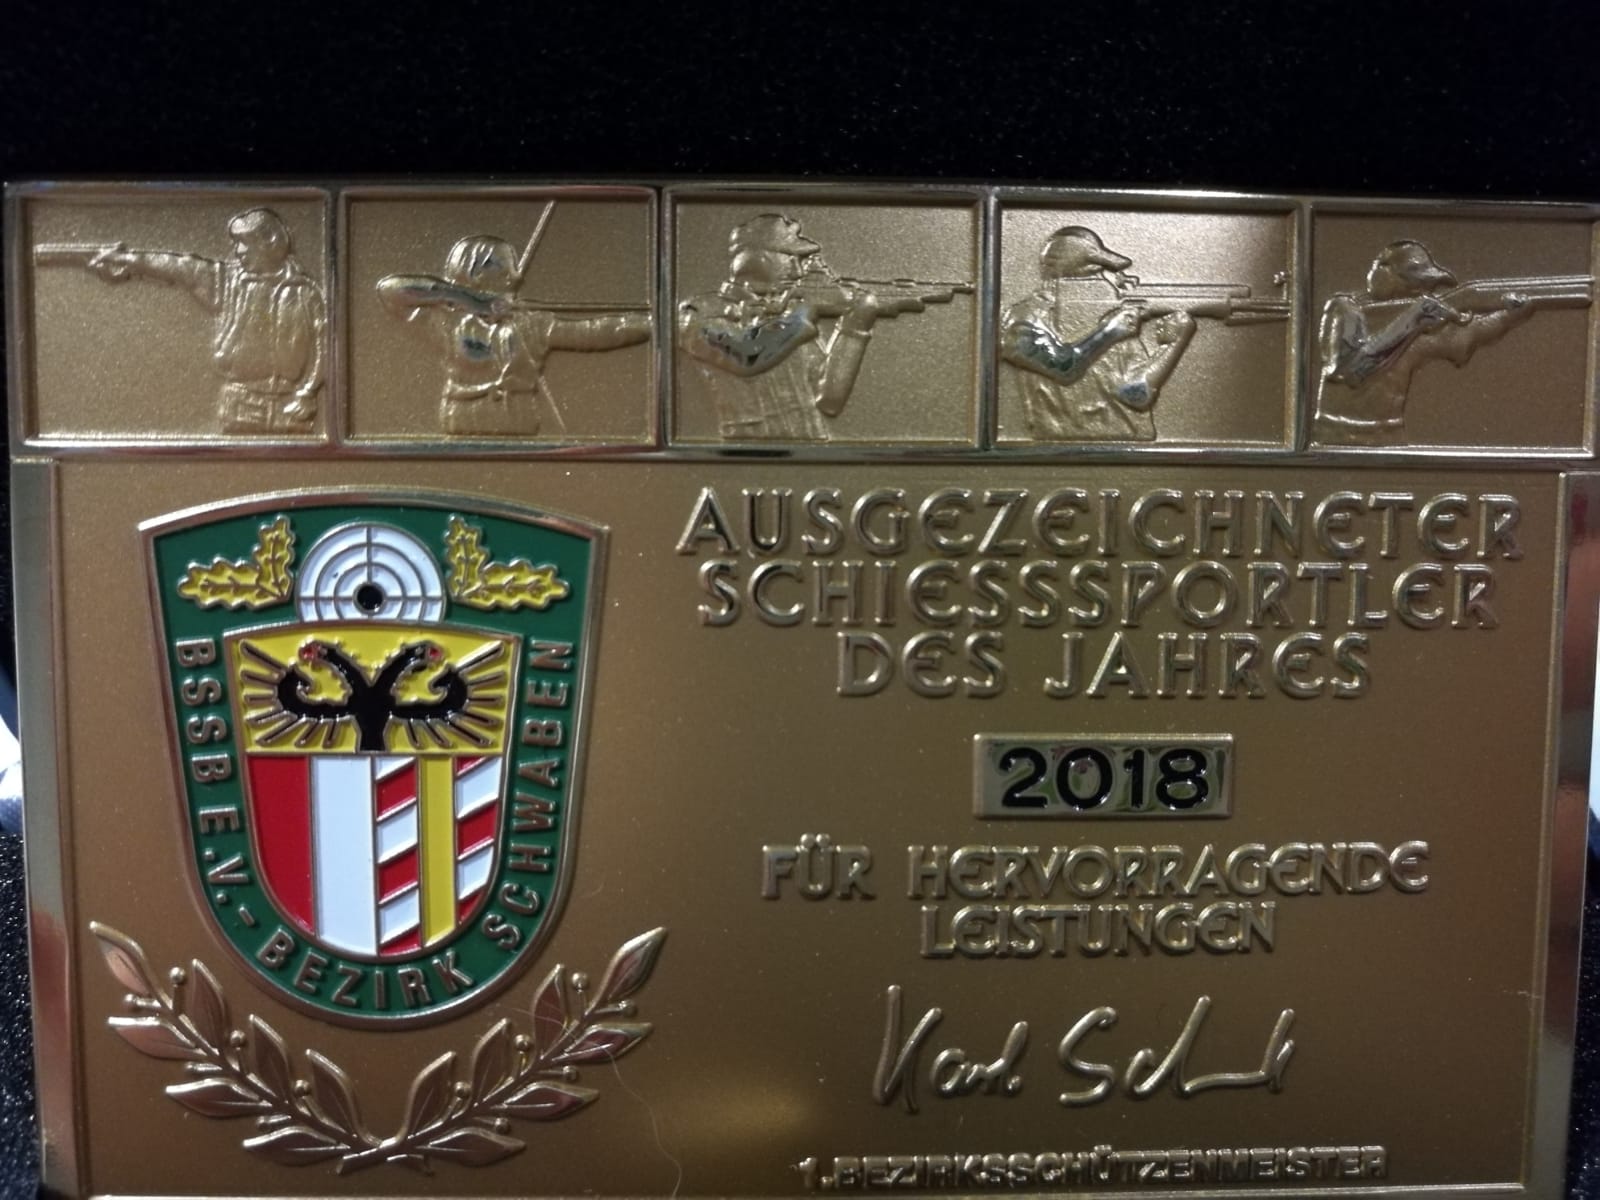 AUSGEZEICHNETER
SCHIESSSPORTLER
DES JAHRES
2018
FÜR HERVORRAGENDE
LEISTUNGEN
1. BEZIRKSSCHÜTZENMEISTER
BSSB E.V. - BEZIRK SCHWABEN